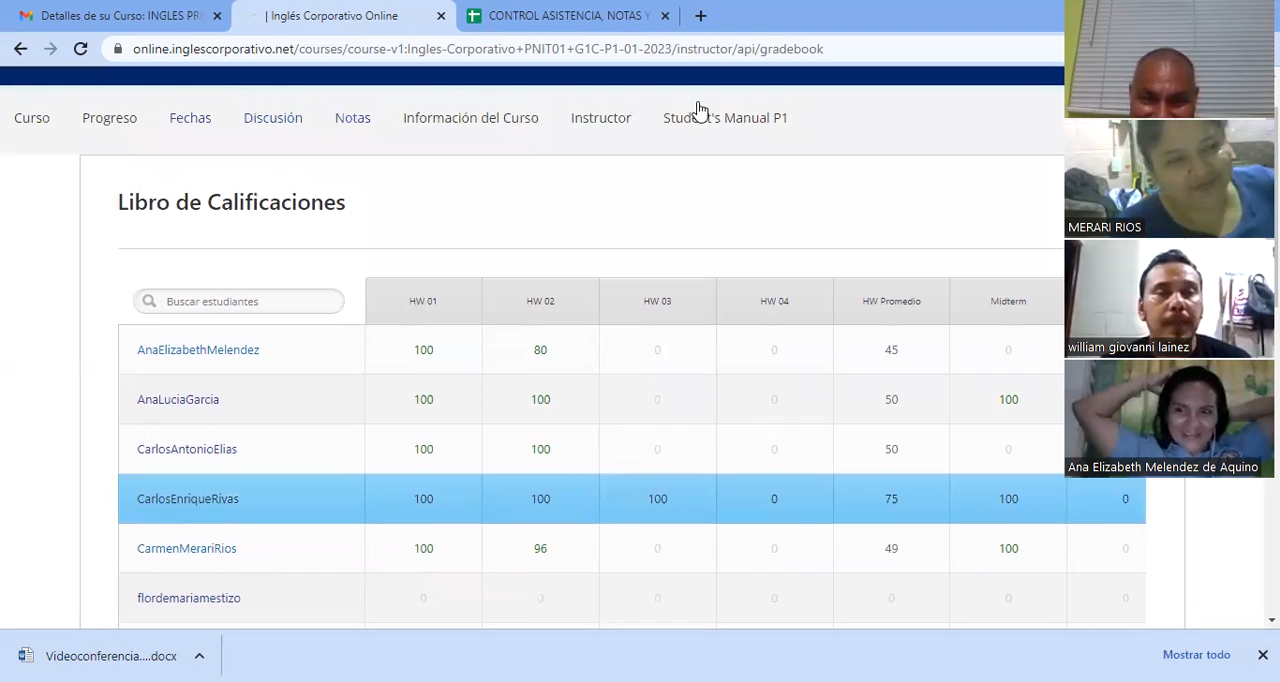 Detalles de su Curso: INGLES PRI
| Inglés Corporativo Online
CONTROL ASISTENCIA, NOTAS Y
online.inglescorporativo.net/courses/course-v1:Ingles-Corporativo+PNIT01+G1C-P1-01-2023/instructor/api/gradebook
Curso Progreso Fechas Discusión Notas Información del Curso Instructor Student's Manual P1
Libro de Calificaciones
Buscar estudiantes HW 01 HW 02 HW 03 HW 04 HW Promedio Midterm
AnaElizabethMelendez 100 80 0 0 45 0
AnaLuciaGarcia 100 100 0 0 50 100
CarlosAntonioElias 100 100 0 0 50 0
CarlosEnriqueRivas 100 100 100 0 75 100 0
CarmenMerariRios 100 96 0 0 49 100 0
flordemariamestizo 0 0 0 0 0 0 0
MERARI RIOS
william giovanni lainez
Ana Elizabeth Melendez de Aquino
Videoconferencia....docx
Mostrar todo